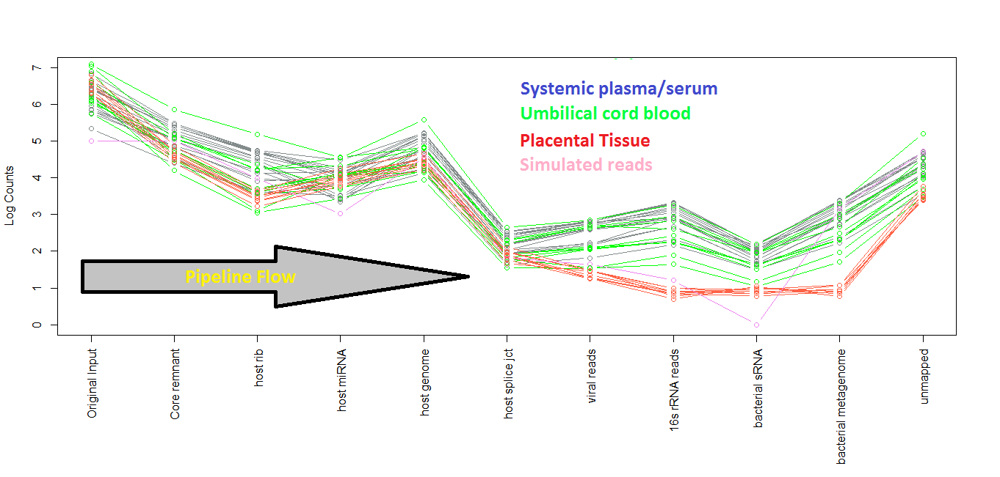 Systemic plasma/serum
Umbilical cord blood
Placental Tissue
Simulated reads
Pipeline Flow
Log Counts
7
6
5
4
3
2
1
0
Original Input
Core remnant
host rib
host miRNA
host genome
host splice jct
viral reads
16s rRNA reads
bacterial sRNA
bacterial metagenome
unmapped